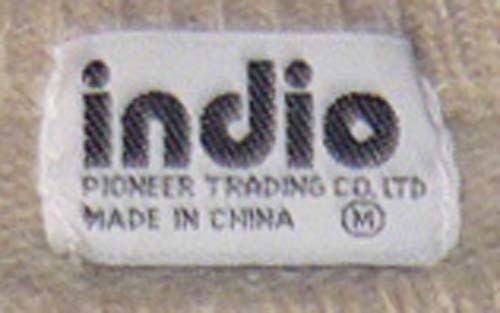 indio
PIONEER TRADING CO. LTD
MADE IN CHINA M